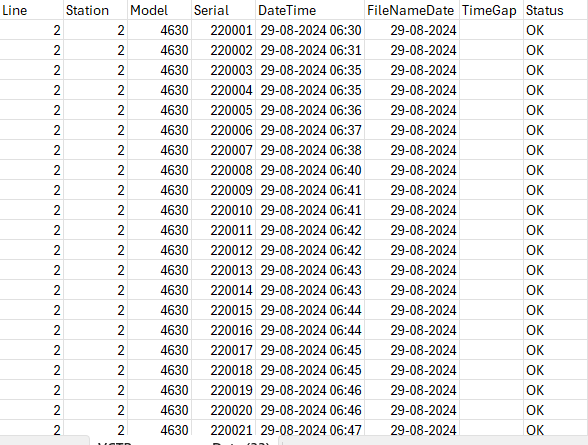 Line Station Model Serial DateTime FileNameDate TimeGap Status
2 2 4630 220001 29-08-2024 06:30 29-08-2024 OK
2 2 4630 220002 29-08-2024 06:31 29-08-2024 OK
2 2 4630 220003 29-08-2024 06:35 29-08-2024 OK
2 2 4630 220004 29-08-2024 06:35 29-08-2024 OK
2 2 4630 220005 29-08-2024 06:36 29-08-2024 OK
2 2 4630 220006 29-08-2024 06:37 29-08-2024 OK
2 2 4630 220007 29-08-2024 06:38 29-08-2024 OK
2 2 4630 220008 29-08-2024 06:40 29-08-2024 OK
2 2 4630 220009 29-08-2024 06:41 29-08-2024 OK
2 2 4630 220010 29-08-2024 06:41 29-08-2024 OK
2 2 4630 220011 29-08-2024 06:42 29-08-2024 OK
2 2 4630 220012 29-08-2024 06:42 29-08-2024 OK
2 2 4630 220013 29-08-2024 06:43 29-08-2024 OK
2 2 4630 220014 29-08-2024 06:43 29-08-2024 OK
2 2 4630 220015 29-08-2024 06:44 29-08-2024 OK
2 2 4630 220016 29-08-2024 06:44 29-08-2024 OK
2 2 4630 220017 29-08-2024 06:45 29-08-2024 OK
2 2 4630 220018 29-08-2024 06:45 29-08-2024 OK
2 2 4630 220019 29-08-2024 06:46 29-08-2024 OK
2 2 4630 220020 29-08-2024 06:46 29-08-2024 OK
2 2 4630 220021 29-08-2024 06:47 29-08-2024 OK